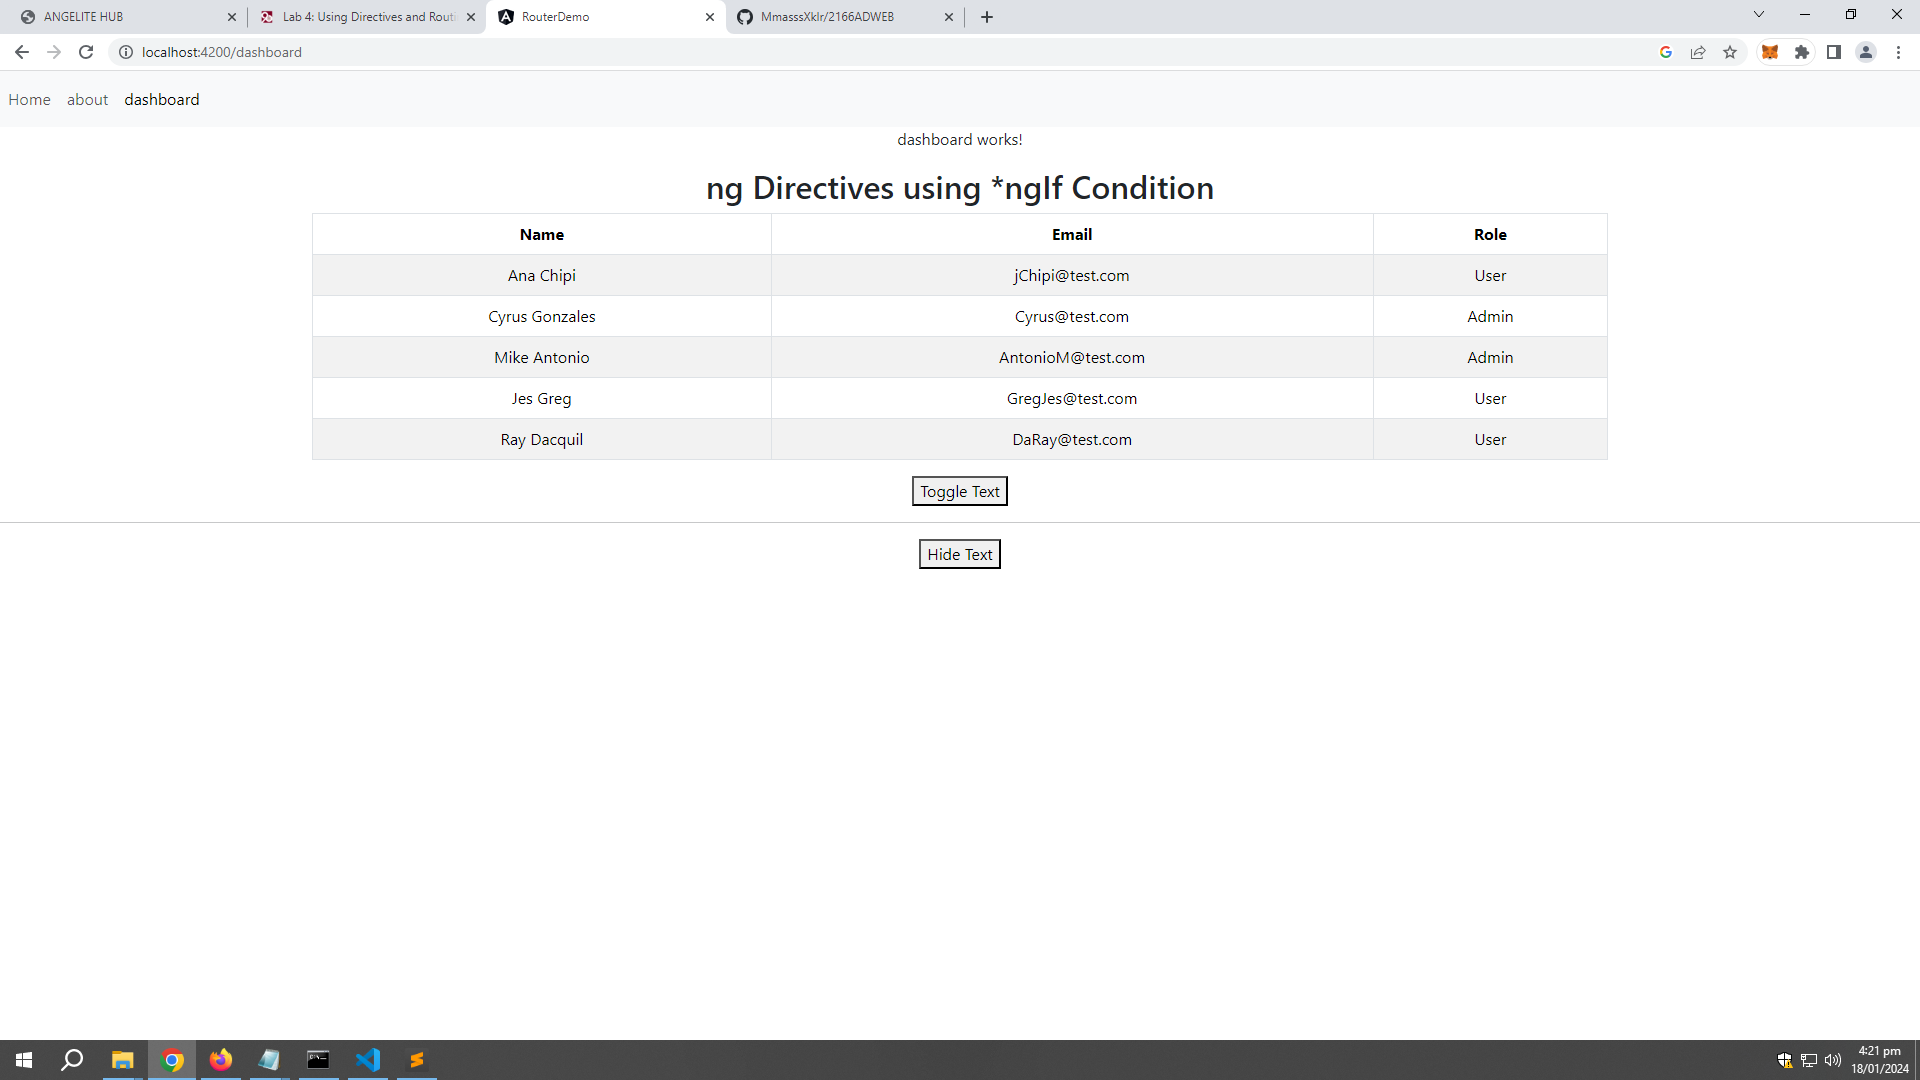 ANGELITE HUB
Lab 4: Using Directives and Routi
RouterDemo
MmasssXklr/2166ADWEB
localhost:4200/dashboard
Home about dashboard
dashboard works!
ng Directives using *ngIf Condition
Name Email Role
Ana Chipi jChipi@test.com User
Cyrus Gonzales Cyrus@test.com Admin
Mike Antonio AntonioM@test.com Admin
Jes Greg GregJes@test.com User
Ray Dacquil DaRay@test.com User
Toggle Text
Hide Text
4:21 pm
18/01/2024